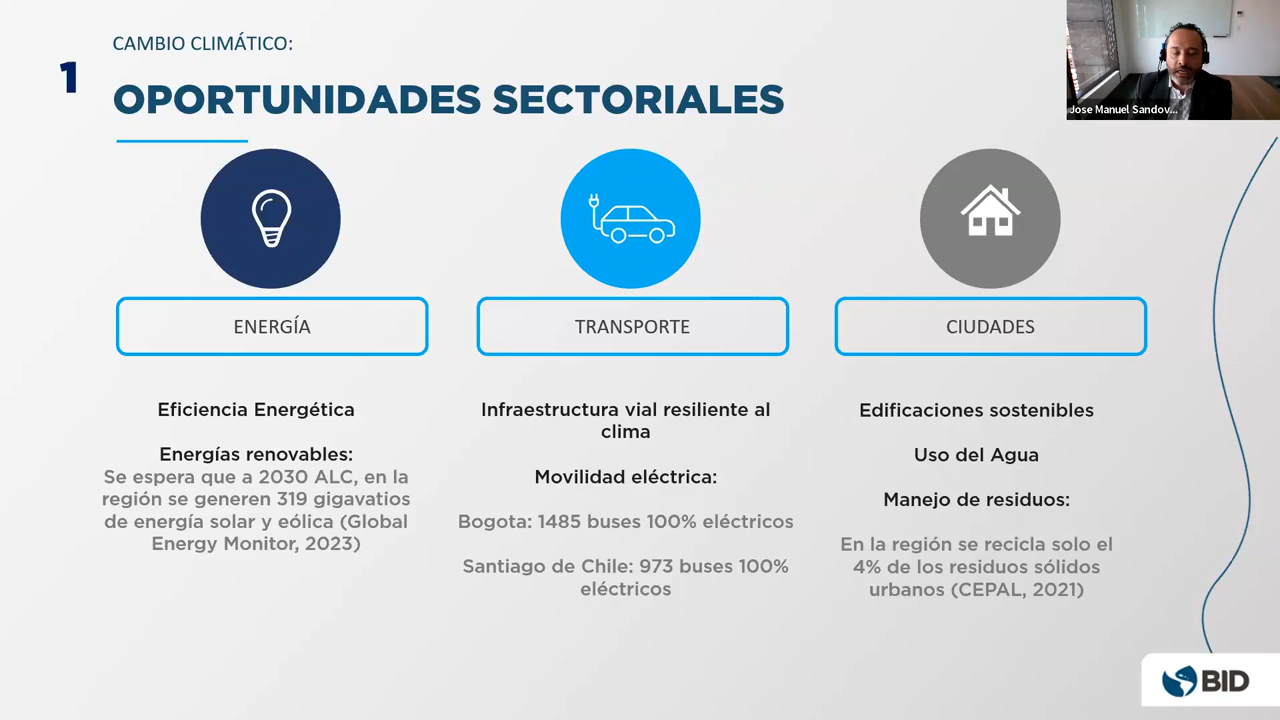 CAMBIO CLIMÁTICO:
1
OPORTUNIDADES SECTORIALES
Jose Manuel Sandov...
ENERGÍA
Eficiencia Energética
Energías renovables:
Se espera que a 2030 ALC, en la
región se generen 319 gigavatios
de energía solar y eólica (Global
Energy Monitor, 2023)
TRANSPORTE
Infraestructura vial resiliente al
clima
Movilidad eléctrica:
Bogota: 1485 buses 100% eléctricos
Santiago de Chile: 973 buses 100%
eléctricos
CIUDADES
Edificaciones sostenibles
Uso del Agua
Manejo de residuos:
En la región se recicla solo el
4% de los residuos sólidos
urbanos (CEPAL, 2021)
BID